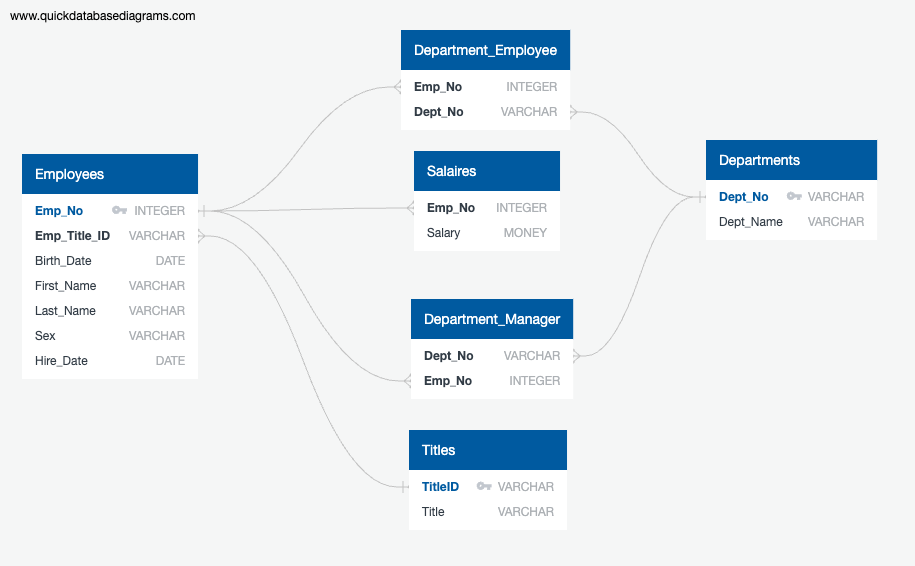 www.quickdatabasediagrams.com
Department_Employee
Emp_No INTEGER
Dept_No VARCHAR
Employees
Emp_No INTEGER
Emp_Title_ID VARCHAR
Birth_Date DATE
First_Name VARCHAR
Last_Name VARCHAR
Sex VARCHAR
Hire_Date DATE
Salaires
Emp_No INTEGER
Salary MONEY
Departments
Dept_No VARCHAR
Dept_Name VARCHAR
Department_Manager
Dept_No VARCHAR
Emp_No INTEGER
Titles
TitleID VARCHAR
Title VARCHAR